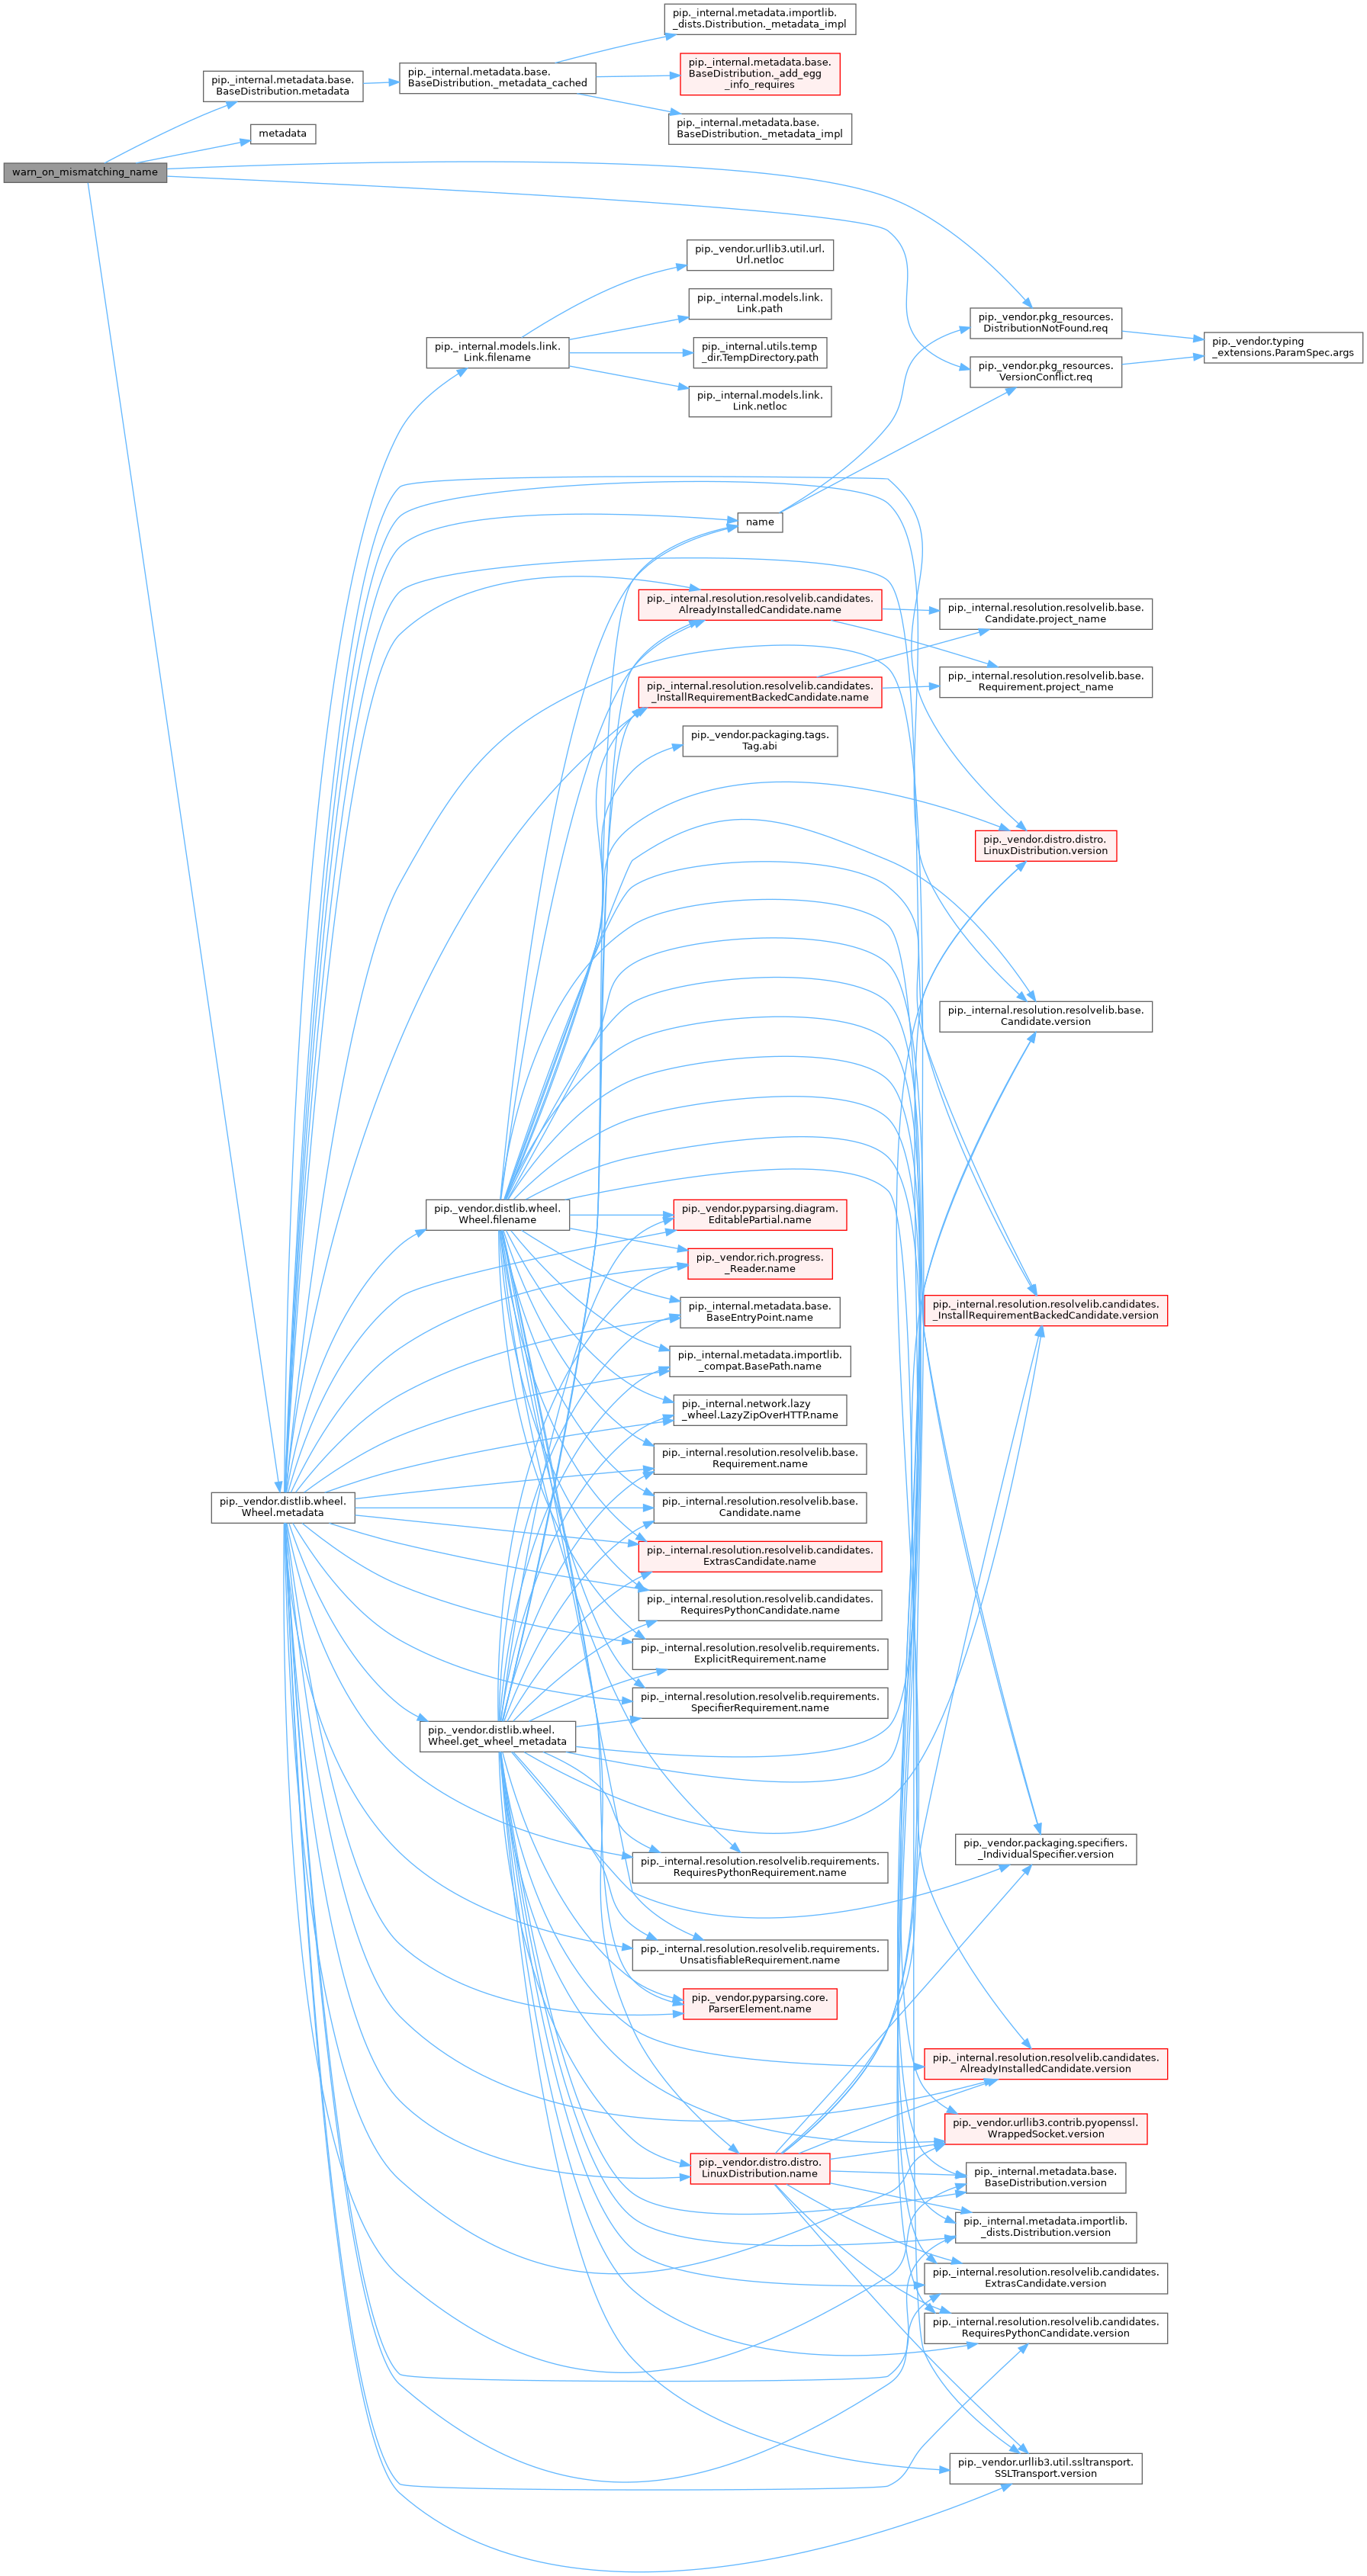 pip._internal.metadata.importlib.
_dists.Distribution._metadata_impl
pip._internal.metadata.base.
BaseDistribution._add_egg
_info_requires
pip._internal.metadata.base.
BaseDistribution._metadata_cached
pip._internal.metadata.base.
BaseDistribution.metadata
pip._internal.metadata.base.
BaseDistribution._metadata_impl
metadata
warn_on_mismatching_name
pip._vendor.urllib3.util.url.
Url.netloc
pip._internal.models.link.
Link.path
pip._vendor.pkg_resources.
DistributionNotFound.req
pip._internal.models.link.
Link.filename
pip._internal.utils.temp
_dir.TempDirectory.path
pip._vendor.typing
_extensions.ParamSpec.args
pip._vendor.pkg_resources.
VersionConflict.req
pip._internal.models.link.
Link.netloc
name
pip._internal.resolution.resolvelib.candidates.
AlreadyInstalledCandidate.name
pip._internal.resolution.resolvelib.base.
Candidate.project_name
pip._internal.resolution.resolvelib.base.
Requirement.project_name
pip._internal.resolution.resolvelib.candidates.
_InstallRequirementBackedCandidate.name
pip._vendor.packaging.tags.
Tag.abi
pip._vendor.distro.distro.
LinuxDistribution.version
pip._internal.resolution.resolvelib.base.
Candidate.version
pip._vendor.distlib.wheel.
Wheel.filename
pip._vendor.pyparsing.diagram.
EditablePartial.name
pip._vendor.rich.progress.
_Reader.name
pip._internal.metadata.base.
BaseEntryPoint.name
pip._internal.resolution.resolvelib.candidates.
_InstallRequirementBackedCandidate.version
pip._internal.metadata.importlib.
_compat.BasePath.name
pip._internal.network.lazy
_wheel.LazyZipOverHTTP.name
pip._internal.resolution.resolvelib.base.
Requirement.name
pip._vendor.distlib.wheel.
Wheel.metadata
pip._internal.resolution.resolvelib.base.
Candidate.name
pip._internal.resolution.resolvelib.candidates.
ExtrasCandidate.name
pip._internal.resolution.resolvelib.candidates.
RequiresPythonCandidate.name
pip._internal.resolution.resolvelib.requirements.
ExplicitRequirement.name
pip._internal.resolution.resolvelib.requirements.
SpecifierRequirement.name
pip._vendor.distlib.wheel.
Wheel.get_wheel_metadata
pip._vendor.packaging.specifiers.
_IndividualSpecifier.version
pip._internal.resolution.resolvelib.requirements.
RequiresPythonRequirement.name
pip._internal.resolution.resolvelib.requirements.
UnsatisfiableRequirement.name
pip._vendor.pyparsing.core.
ParserElement.name
pip._internal.resolution.resolvelib.candidates.
AlreadyInstalledCandidate.version
pip._vendor.urllib3.contrib.pyopenssl.
WrappedSocket.version
pip._vendor.distro.distro.
LinuxDistribution.name
pip._internal.metadata.base.
BaseDistribution.version
pip._internal.metadata.importlib.
_dists.Distribution.version
pip._internal.resolution.resolvelib.candidates.
ExtrasCandidate.version
pip._internal.resolution.resolvelib.candidates.
RequiresPythonCandidate.version
pip._vendor.urllib3.util.ssltransport.
SSLTransport.version